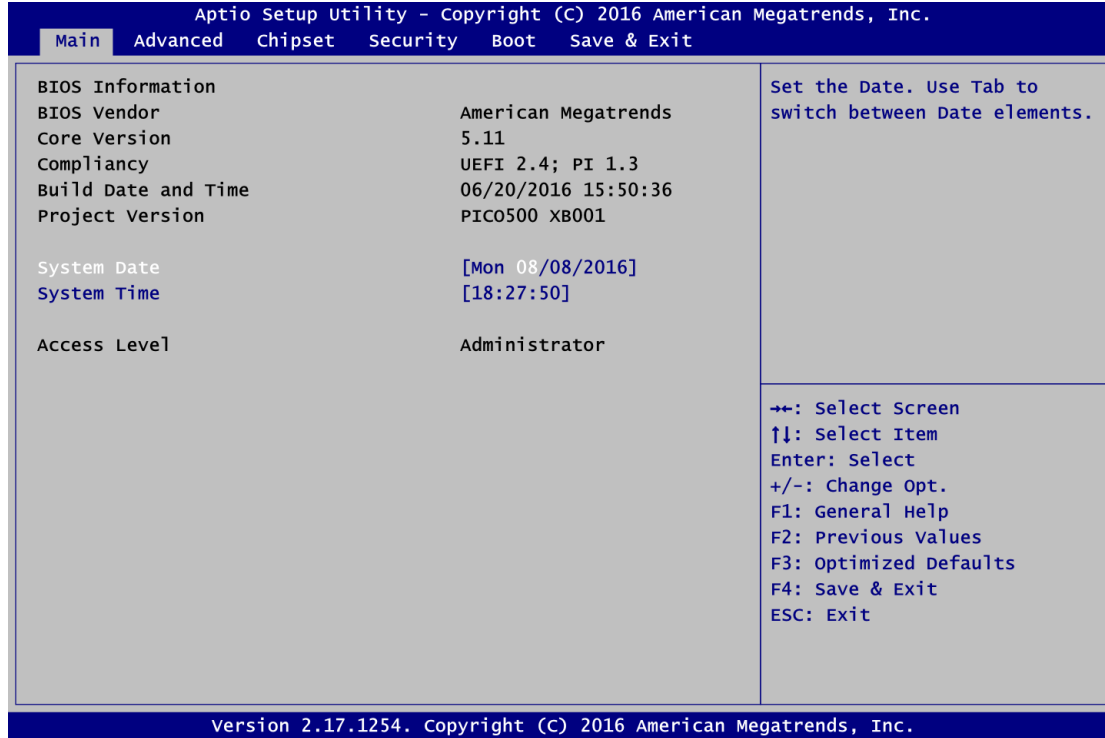 Aptio Setup Utility – Copyright (C) 2016 American Megatrends, Inc.
Main Advanced Chipset Security Boot Save & Exit
BIOS Information
BIOS Vendor American Megatrends
Core Version 5.11
Compliancy UEFI 2.4; PI 1.3
Build Date and Time 06/20/2016 15:50:36
Project Version PICO500 XB001
System Date [Mon 08/08/2016]
System Time [18:27:50]
Access Level Administrator
Set the Date. Use Tab to
switch between Date elements.
→←: Select Screen
↑↓: Select Item
Enter: Select
+/-: Change Opt.
F1: General Help
F2: Previous Values
F3: Optimized Defaults
F4: Save & Exit
ESC: Exit
Version 2.17.1254. Copyright (C) 2016 American Megatrends, Inc.